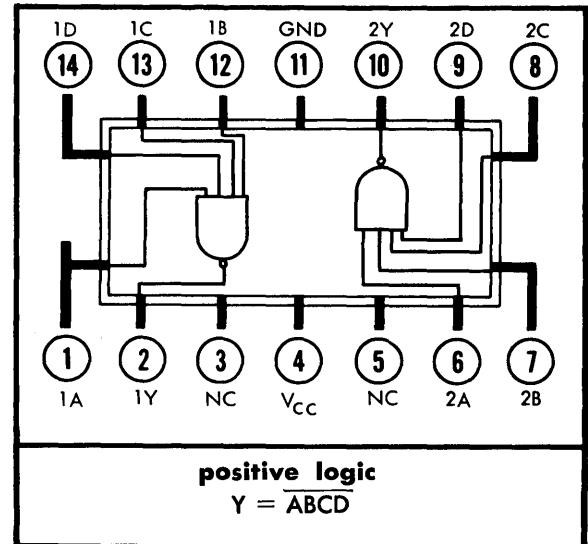 1D 1C 1B GND 2Y 2D 2C
14 13 12 11 10 9 8
1 2 3 4 5 6 7
1A 1Y NC VCC NC 2A 2B
positive logic
Y = A̅B̅C̅D̅